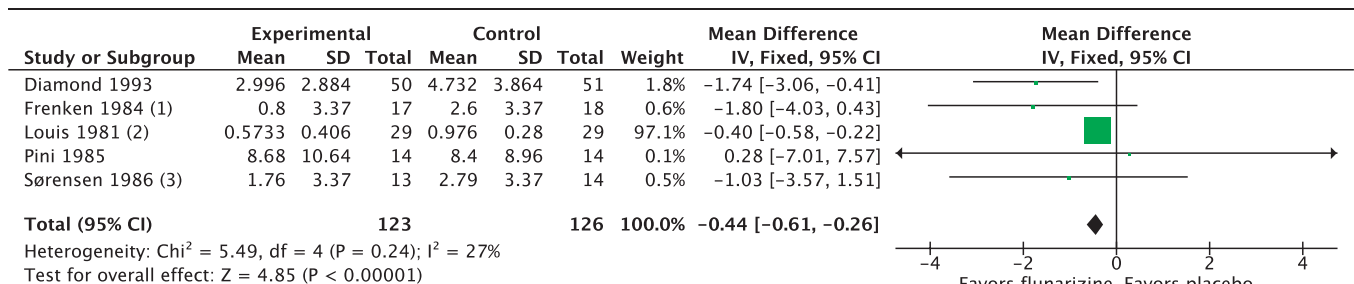 Experimental Control Mean Difference Mean Difference
Study or Subgroup Mean SD Total Mean SD Total Weight IV, Fixed, 95% CI IV, Fixed, 95% CI
Diamond 1993 2.996 2.884 50 4.732 3.864 51 1.8% −1.74 [−3.06, −0.41]
Frenken 1984 (1) 0.8 3.37 17 2.6 3.37 18 0.6% −1.80 [−4.03, 0.43]
Louis 1981 (2) 0.5733 0.406 29 0.976 0.28 29 97.1% −0.40 [−0.58, −0.22]
Pini 1985 8.68 10.64 14 8.4 8.96 14 0.1% 0.28 [−7.01, 7.57]
Sørensen 1986 (3) 1.76 3.37 13 2.79 3.37 14 0.5% −1.03 [−3.57, 1.51]
Total (95% CI) 123 126 100.0% −0.44 [−0.61, −0.26]
Heterogeneity: Chi² = 5.49, df = 4 (P = 0.24); I² = 27%
Test for overall effect: Z = 4.85 (P < 0.00001)
−4 −2 0 2 4
Favors flunarizine Favors placebo